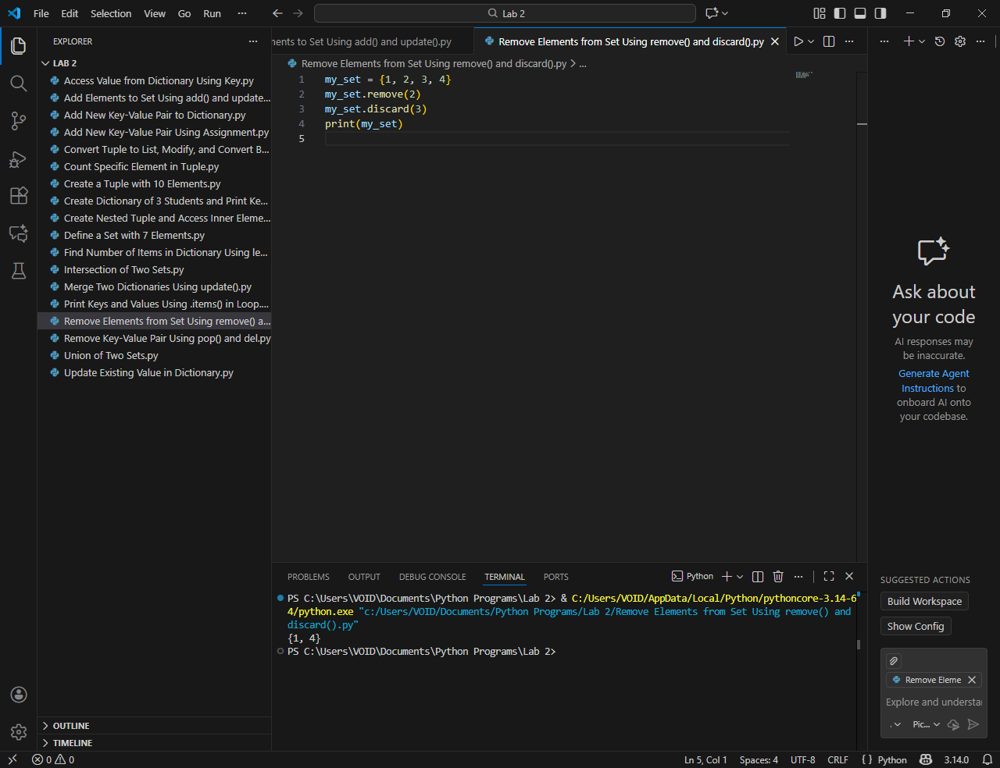 File Edit Selection View Go Run ···
Lab 2
EXPLORER ···
LAB 2
Access Value from Dictionary Using Key.py
Add Elements to Set Using add() and update...
Add New Key-Value Pair to Dictionary.py
Add New Key-Value Pair Using Assignment.py
Convert Tuple to List, Modify, and Convert B...
Count Specific Element in Tuple.py
Create a Tuple with 10 Elements.py
Create Dictionary of 3 Students and Print Ke...
Create Nested Tuple and Access Inner Eleme...
Define a Set with 7 Elements.py
Find Number of Items in Dictionary Using le...
Intersection of Two Sets.py
Merge Two Dictionaries Using update().py
Print Keys and Values Using .items() in Loop....
Remove Elements from Set Using remove() a...
Remove Key-Value Pair Using pop() and del.py
Union of Two Sets.py
Update Existing Value in Dictionary.py
OUTLINE
TIMELINE
nents to Set Using add() and update().py
Remove Elements from Set Using remove() and discard().py
Remove Elements from Set Using remove() and discard().py > ...
1 my_set = {1, 2, 3, 4}
2 my_set.remove(2)
3 my_set.discard(3)
4 print(my_set)
5
PROBLEMS OUTPUT DEBUG CONSOLE TERMINAL PORTS
Python
PS C:\Users\VOID\Documents\Python Programs\Lab 2> & C:/Users/VOID/AppData/Local/Python/pythoncore-3.14-6
4/python.exe "c:/Users/VOID/Documents/Python Programs/Lab 2/Remove Elements from Set Using remove() and
discard().py"
{1, 4}
PS C:\Users\VOID\Documents\Python Programs\Lab 2>
Ask about
your code
AI responses may
be inaccurate.
Generate Agent
Instructions to
onboard AI onto
your codebase.
SUGGESTED ACTIONS
Build Workspace
Show Config
Remove Eleme
Explore and understa
Pic...
0 0
Ln 5, Col 1 Spaces: 4 UTF-8 CRLF { } Python 3.14.0